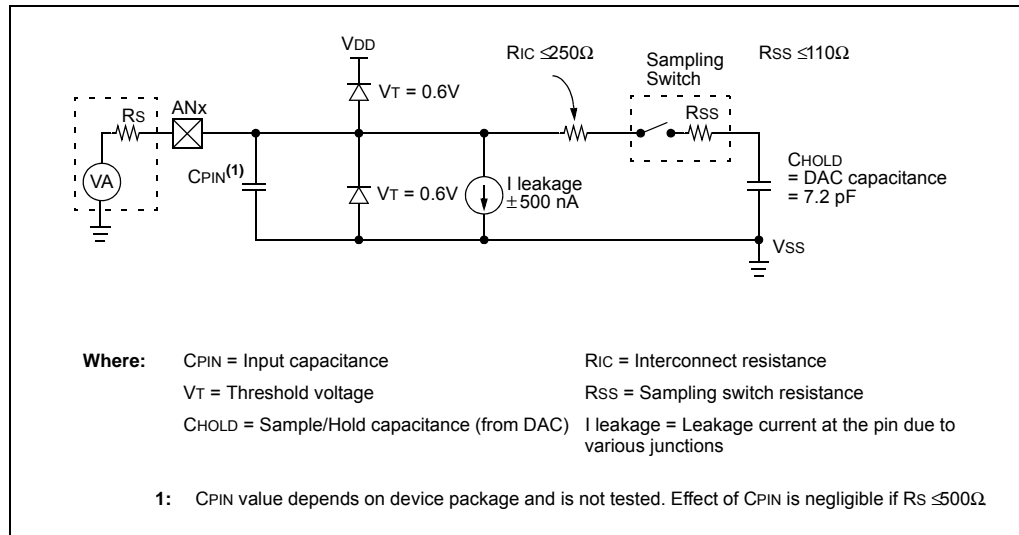 VDD
RIC ≤250Ω
Sampling
Switch
RSS ≤110Ω
VT = 0.6V
RS
ANx
RSS
VA
CPIN(1)
VT = 0.6V
I leakage
±500 nA
CHOLD
= DAC capacitance
= 7.2 pF
VSS
Where: CPIN = Input capacitance RIC = Interconnect resistance
VT = Threshold voltage RSS = Sampling switch resistance
CHOLD = Sample/Hold capacitance (from DAC) I leakage = Leakage current at the pin due to
various junctions
1: CPIN value depends on device package and is not tested. Effect of CPIN is negligible if RS ≤500Ω